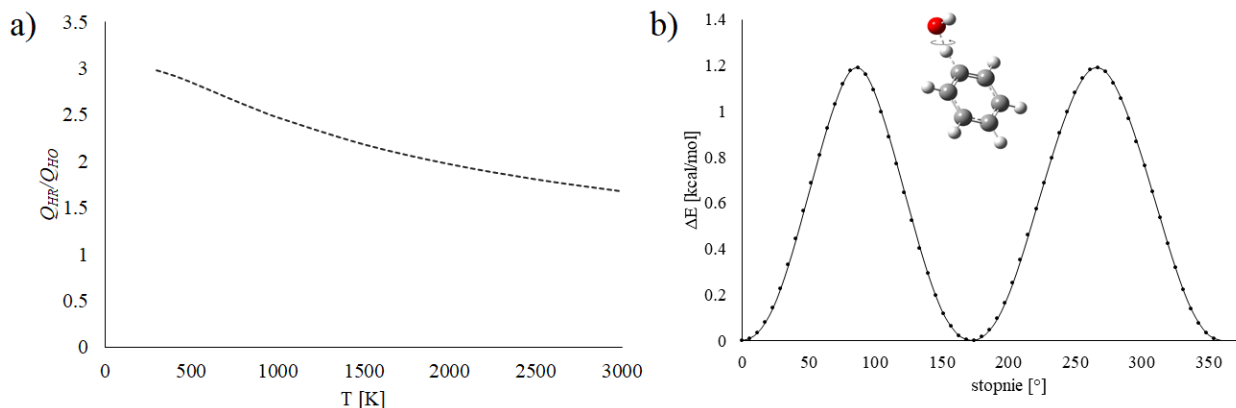 a)
Q_HR/Q_HO
3.5
3
2.5
2
1.5
1
0.5
0
0 500 1000 1500 2000 2500 3000
T [K]
b)
ΔE [kcal/mol]
1.4
1.2
1
0.8
0.6
0.4
0.2
0
0 50 100 150 200 250 300 350
stopnie [°]